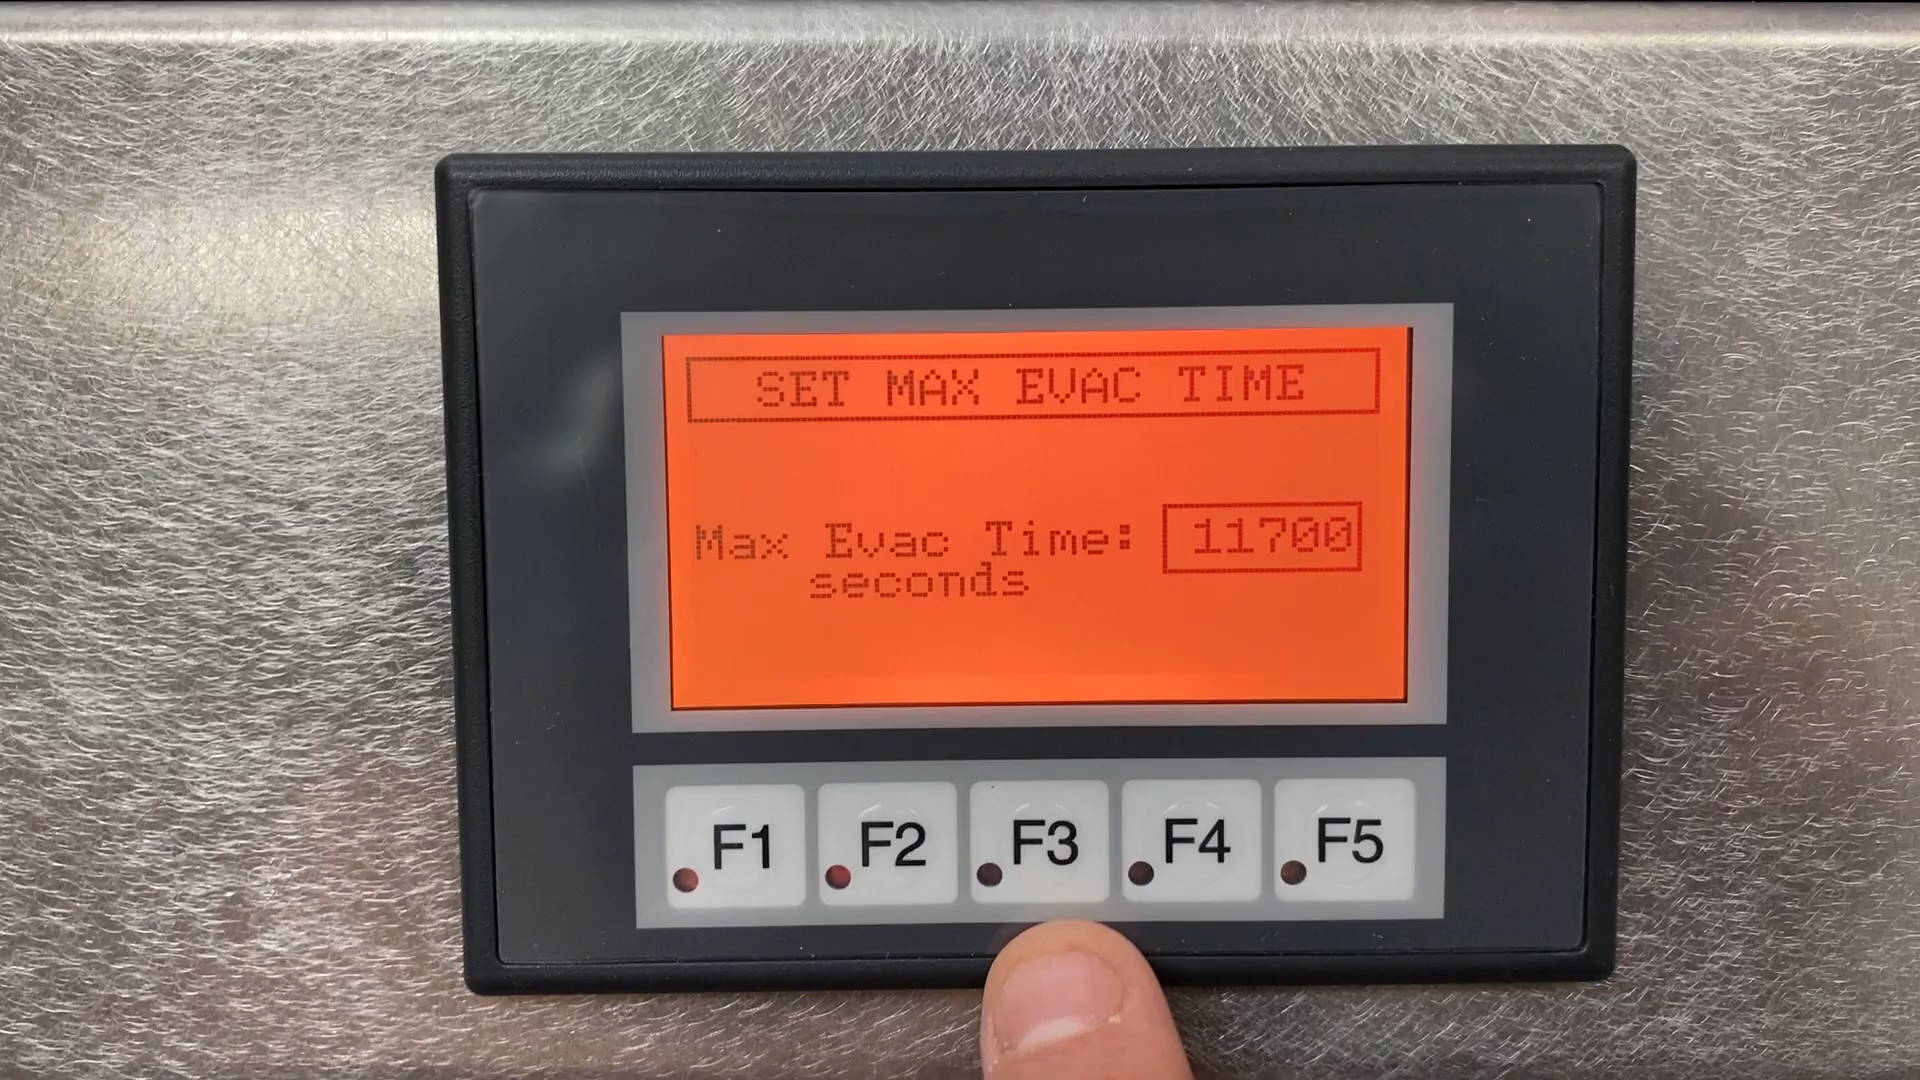 SET MAX EVAC TIME
Max Evac Time: 11700
seconds
F1 F2 F3 F4 F5